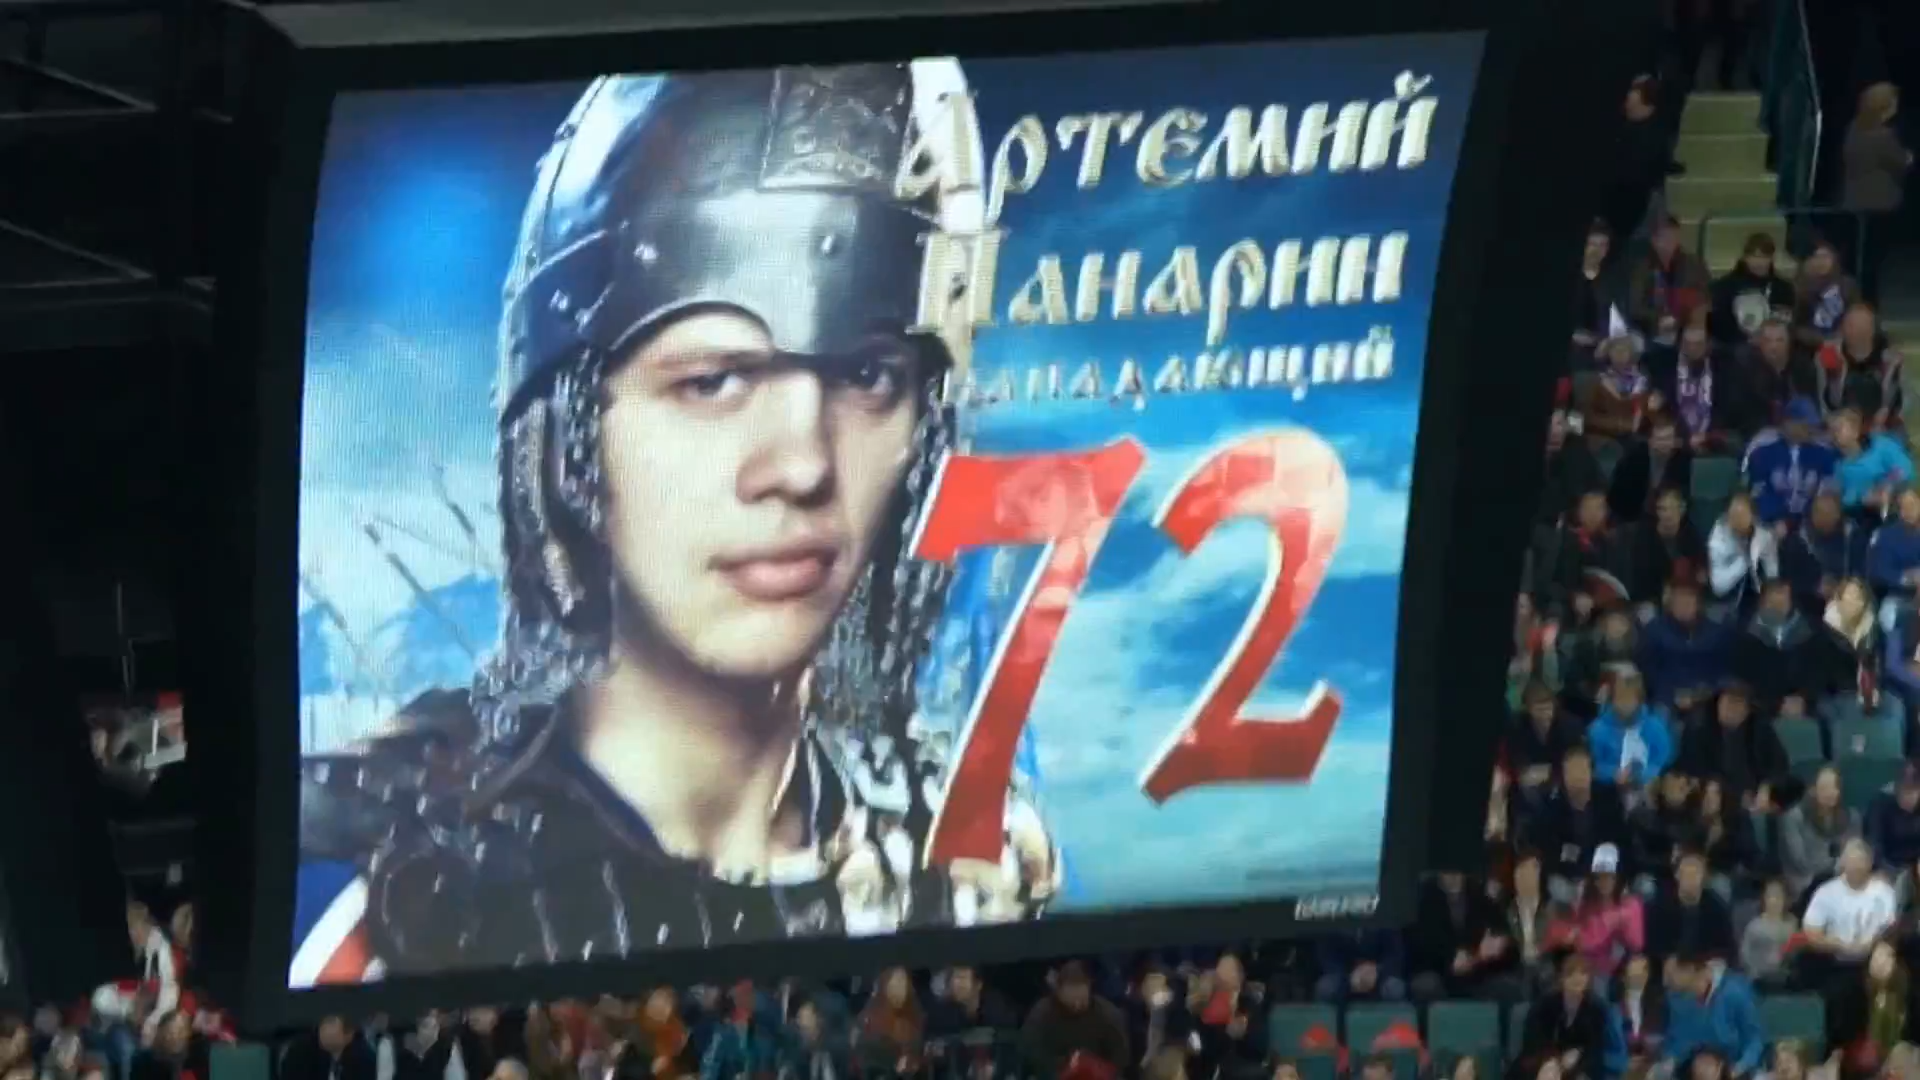 Артемий
Панарин
нападающий
72